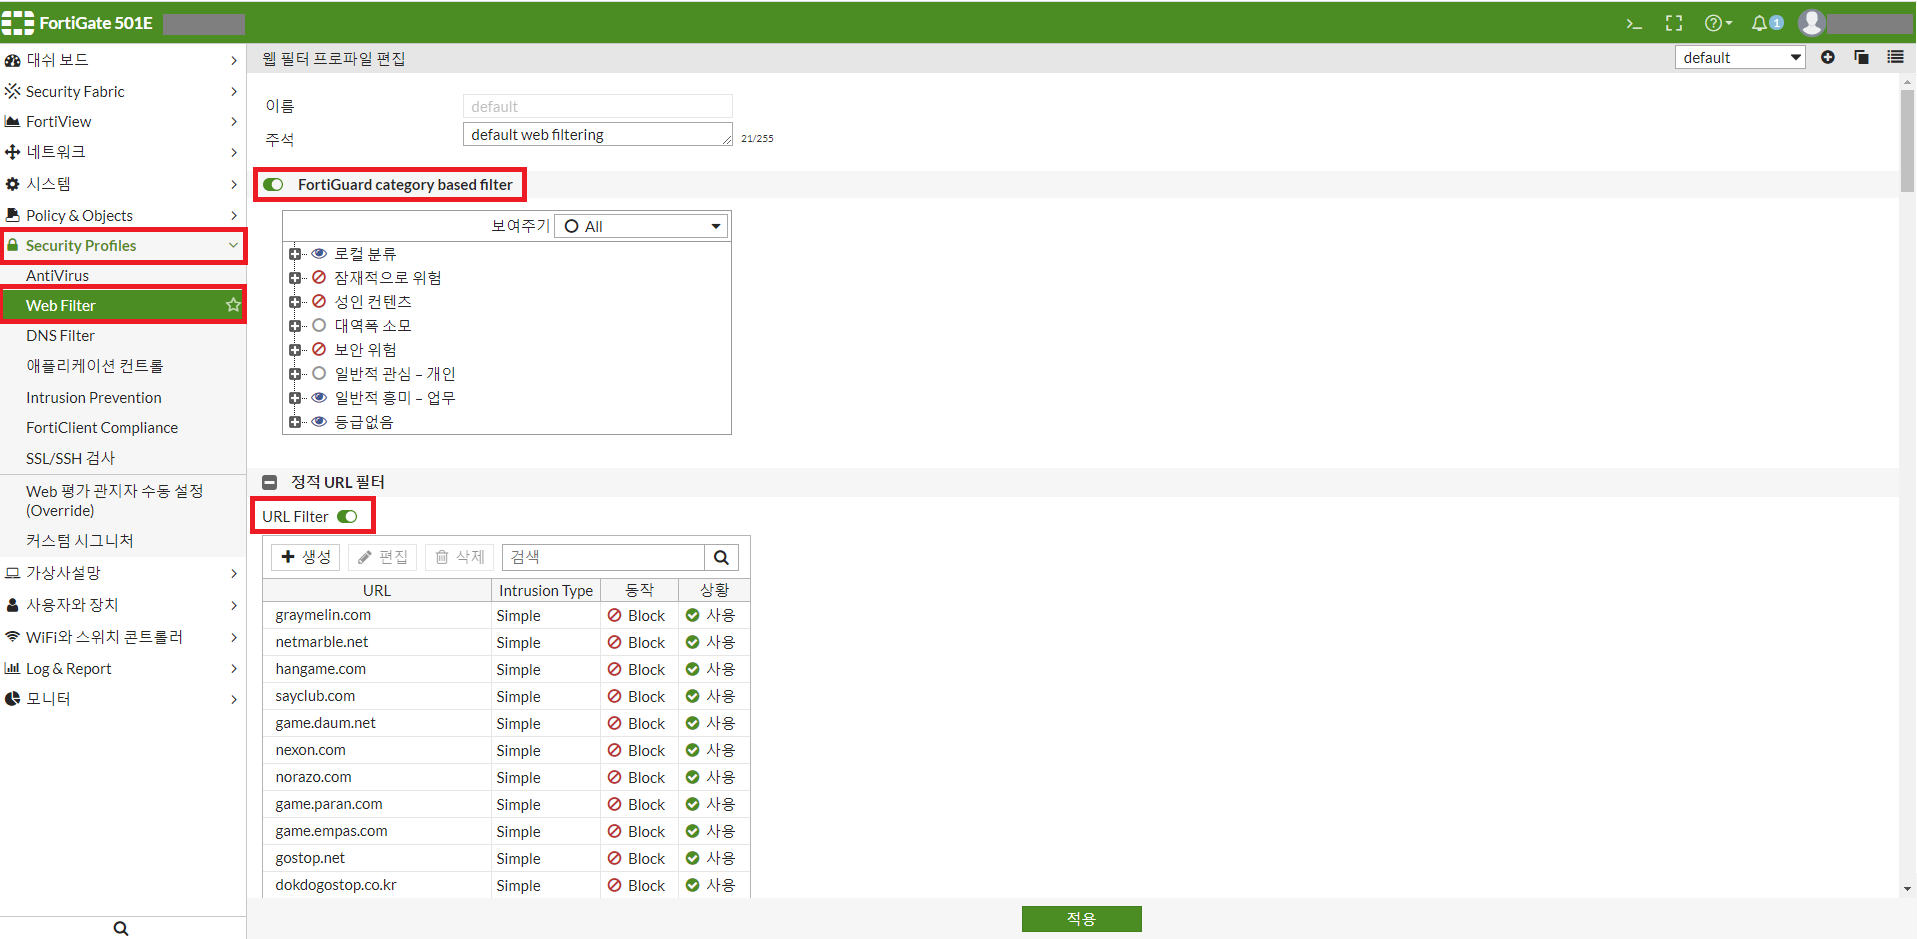 FortiGate 501E
1
대쉬 보드
Security Fabric
FortiView
네트워크
시스템
Policy & Objects
Security Profiles
AntiVirus
Web Filter
DNS Filter
애플리케이션 컨트롤
Intrusion Prevention
FortiClient Compliance
SSL/SSH 검사
Web 평가 관지자 수동 설정
(Override)
커스텀 시그니처
가상사설망
사용자와 장치
WiFi와 스위치 콘트롤러
Log & Report
모니터
웹 필터 프로파일 편집
default
이름 default
주석 default web filtering 21/255
FortiGuard category based filter
보여주기 All
로컬 분류
잠재적으로 위험
성인 컨텐츠
대역폭 소모
보안 위험
일반적 관심 – 개인
일반적 흥미 – 업무
등급없음
정적 URL 필터
URL Filter
생성 편집 삭제 검색
URL Intrusion Type 동작 상황
graymelin.com Simple Block 사용
netmarble.net Simple Block 사용
hangame.com Simple Block 사용
sayclub.com Simple Block 사용
game.daum.net Simple Block 사용
nexon.com Simple Block 사용
norazo.com Simple Block 사용
game.paran.com Simple Block 사용
game.empas.com Simple Block 사용
gostop.net Simple Block 사용
dokdogostop.co.kr Simple Block 사용
적용